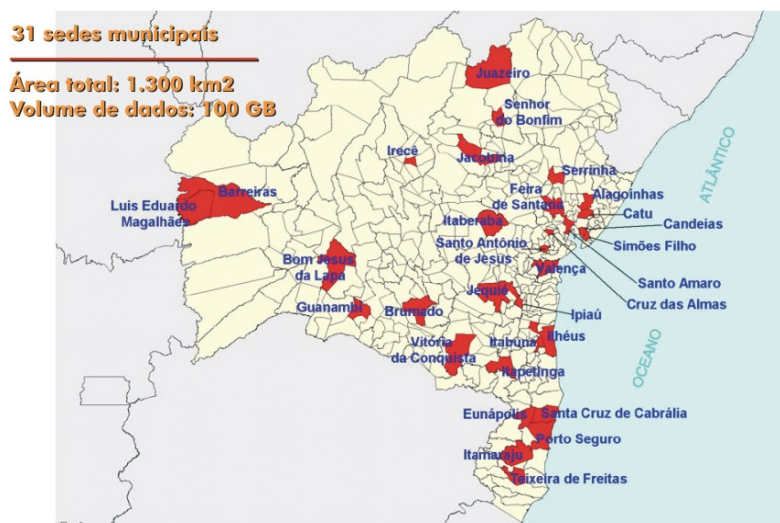 31 sedes municipais
Área total: 1.300 km2
Volume de dados: 100 GB
Juazeiro
Senhor
do Bonfim
Irecê
Jacobina
Serrinha
Barreiras
Luis Eduardo
Magalhães
Feira
de Santana
Alagoinhas
Catu
Candeias
Itaberaba
Simões Filho
Santo Antônio
de Jesus
Bom Jesus
da Lapa
Valença
Santo Amaro
Cruz das Almas
Jequié
Guanambi
Brumado
Ipiaú
Vitória
da Conquista
Itabuna
Ilhéus
Itapetinga
Eunápolis
Santa Cruz de Cabrália
Porto Seguro
Itamaraju
Teixeira de Freitas
OCEANO
ATLÂNTICO